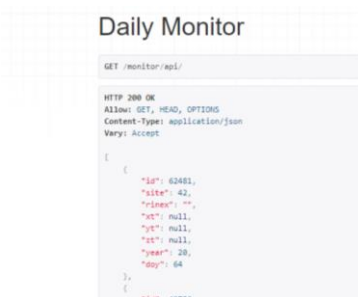 Daily Monitor
GET /monitor/api/
HTTP 200 OK
Allow: GET, HEAD, OPTIONS
Content-Type: application/json
Vary: Accept
[
{
"id": 62481,
"site": 42,
"rinex": "",
"xt": null,
"yt": null,
"zt": null,
"year": 20,
"doy": 64
},
{